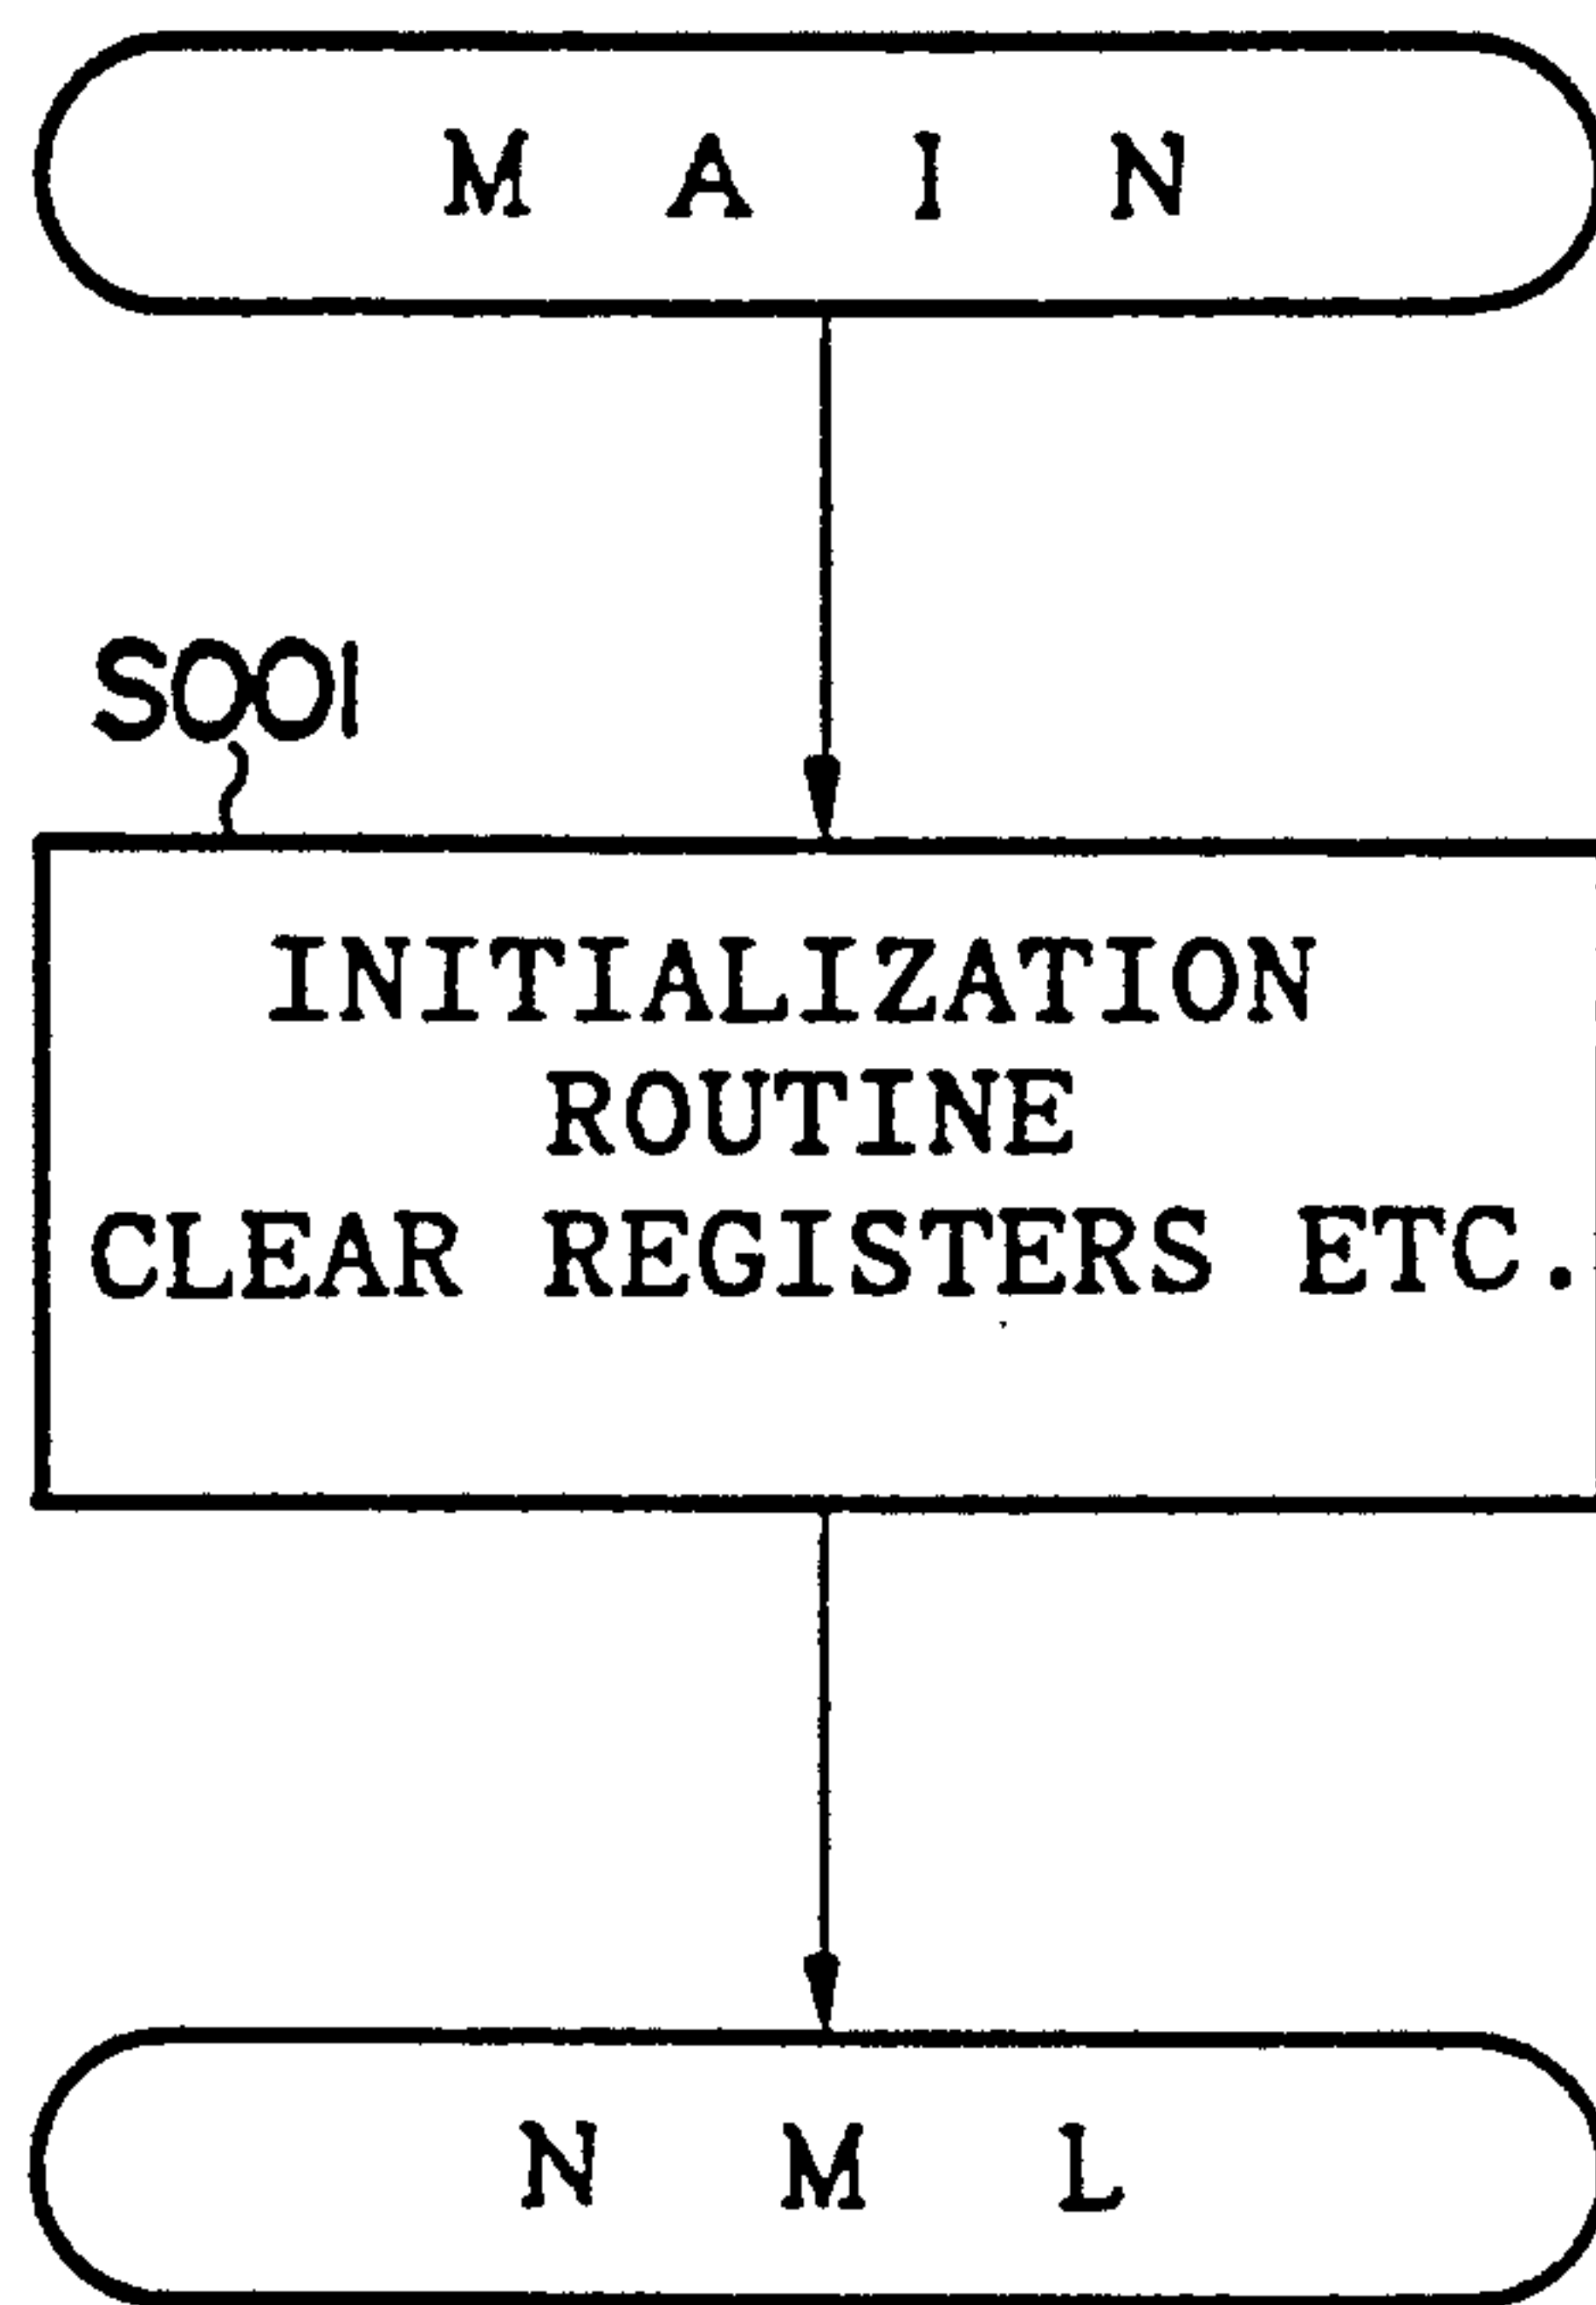 M A I N
S001
INITIALIZATION
ROUTINE
CLEAR REGISTERS ETC.
N M L